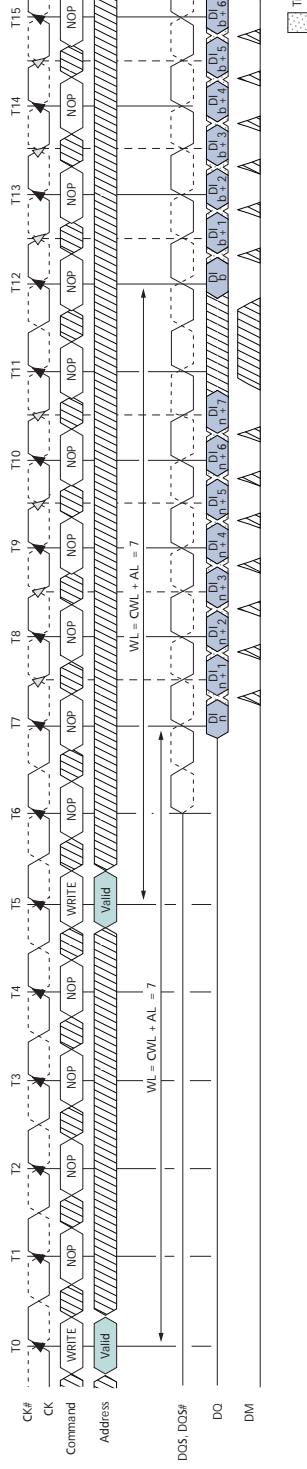 T0 T1 T2 T3 T4 T5 T6 T7 T8 T9 T10 T11 T12 T13 T14 T15
CK#
CK
Command WRITE NOP NOP NOP NOP WRITE NOP NOP NOP NOP NOP NOP NOP NOP NOP NOP
Address Valid Valid
WL = CWL + AL = 7
WL = CWL + AL = 7
DQS, DQS#
DQ DI n DI n + 1 DI n + 2 DI n + 3 DI n + 4 DI n + 5 DI n + 6 DI n + 7 DI b DI b + 1 DI b + 2 DI b + 3 DI b + 4 DI b + 5 DI b + 6
DM